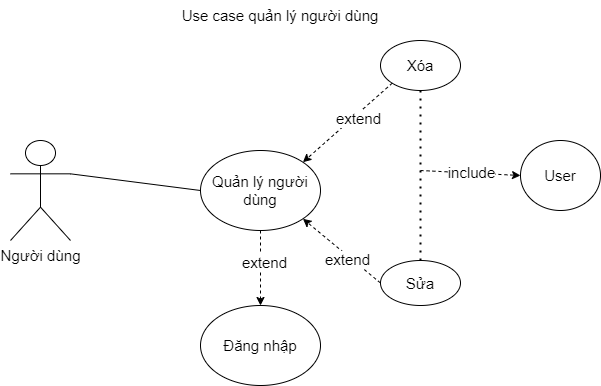 Use case quản lý người dùng
Xóa
extend
Quản lý người
dùng
include
User
Người dùng
extend
extend
Sửa
Đăng nhập